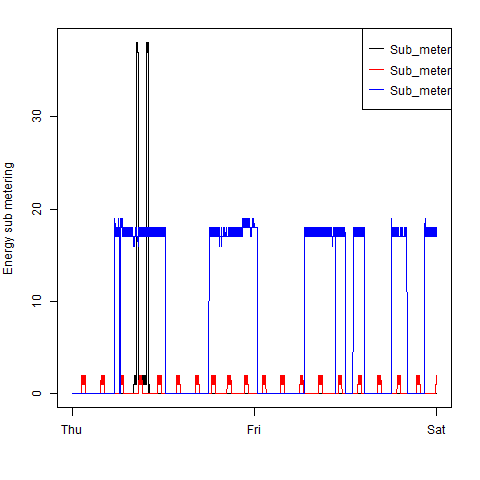 Sub_meter
Sub_meter
Sub_meter
Energy sub metering
30
20
10
0
Thu Fri Sat